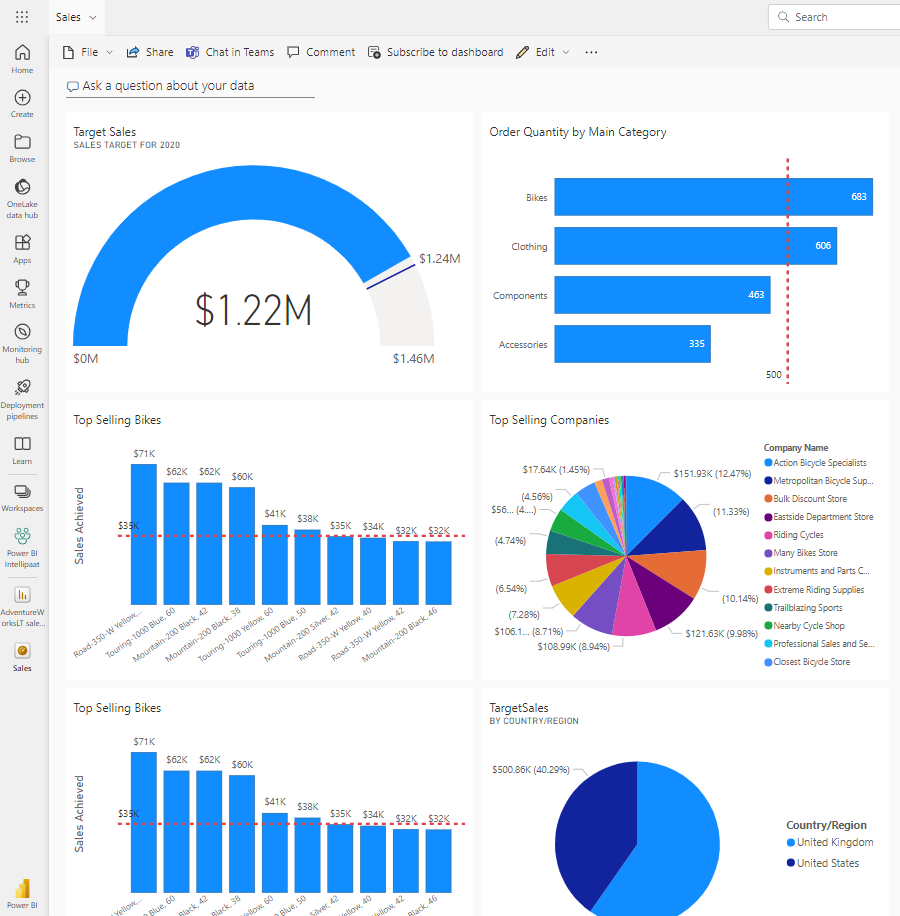 Sales
Search
File
Share
Chat in Teams
Comment
Subscribe to dashboard
Edit
Home
Create
Browse
OneLake
data hub
Apps
Metrics
Monitoring
hub
Deployment
pipelines
Learn
Workspaces
Power BI
Intellipaat
AdventureW
orksLT sale...
Sales
Power BI
Ask a question about your data
Target Sales
SALES TARGET FOR 2020
$1.24M
$1.22M
$0M
$1.46M
Order Quantity by Main Category
Bikes
683
Clothing
606
Components
463
Accessories
335
500
Top Selling Bikes
Sales Achieved
$71K
$62K
$62K
$60K
$41K
$38K
$35K
$34K
$32K
$32K
$35K
Road-350-W Yellow,...
Touring-1000 Blue, 60
Mountain-200 Black, 42
Mountain-200 Black, 38
Touring-1000 Yellow, 60
Touring-1000 Blue, 50
Mountain-200 Silver, 42
Road-350-W Yellow, 40
Road-350-W Yellow, 42
Mountain-200 Black, 46
Top Selling Companies
$17.64K (1.45%)
$151.93K (12.47%)
(4.56%)
(11.33%)
$56... (4....)
(4.74%)
(10.14%)
(6.54%)
(7.28%)
$121.63K (9.98%)
$106.1... (8.71%)
$108.99K (8.94%)
Company Name
Action Bicycle Specialists
Metropolitan Bicycle Sup...
Bulk Discount Store
Eastside Department Store
Riding Cycles
Many Bikes Store
Instruments and Parts C...
Extreme Riding Supplies
Trailblazing Sports
Nearby Cycle Shop
Professional Sales and Se...
Closest Bicycle Store
Top Selling Bikes
Sales Achieved
$71K
$62K
$62K
$60K
$41K
$38K
$35K
$34K
$32K
$32K
$35K
Yellow,...
Blue, 60
Black, 42
Black, 38
Yellow, 60
Blue, 50
Silver, 42
Yellow, 40
Yellow, 42
Black, 46
TargetSales
BY COUNTRY/REGION
$500.86K (40.29%)
Country/Region
United Kingdom
United States